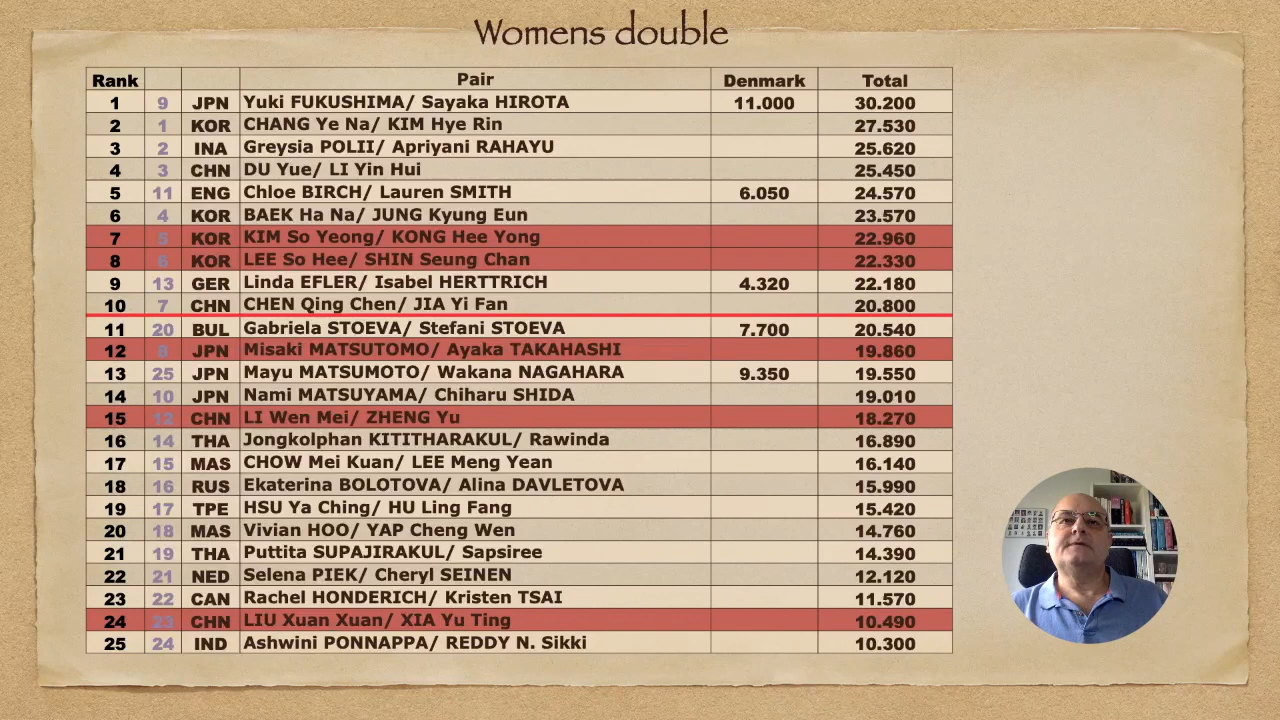 Womens double
Rank Pair Denmark Total
1 9 JPN Yuki FUKUSHIMA/ Sayaka HIROTA 11.000 30.200
2 1 KOR CHANG Ye Na/ KIM Hye Rin 27.530
3 2 INA Greysia POLII/ Apriyani RAHAYU 25.620
4 3 CHN DU Yue/ LI Yin Hui 25.450
5 11 ENG Chloe BIRCH/ Lauren SMITH 6.050 24.570
6 4 KOR BAEK Ha Na/ JUNG Kyung Eun 23.570
7 5 KOR KIM So Yeong/ KONG Hee Yong 22.960
8 6 KOR LEE So Hee/ SHIN Seung Chan 22.330
9 13 GER Linda EFLER/ Isabel HERTTRICH 4.320 22.180
10 7 CHN CHEN Qing Chen/ JIA Yi Fan 20.800
11 20 BUL Gabriela STOEVA/ Stefani STOEVA 7.700 20.540
12 8 JPN Misaki MATSUTOMO/ Ayaka TAKAHASHI 19.860
13 25 JPN Mayu MATSUMOTO/ Wakana NAGAHARA 9.350 19.550
14 10 JPN Nami MATSUYAMA/ Chiharu SHIDA 19.010
15 12 CHN LI Wen Mei/ ZHENG Yu 18.270
16 14 THA Jongkolphan KITITHARAKUL/ Rawinda 16.890
17 15 MAS CHOW Mei Kuan/ LEE Meng Yean 16.140
18 16 RUS Ekaterina BOLOTOVA/ Alina DAVLETOVA 15.990
19 17 TPE HSU Ya Ching/ HU Ling Fang 15.420
20 18 MAS Vivian HOO/ YAP Cheng Wen 14.760
21 19 THA Puttita SUPAJIRAKUL/ Sapsiree 14.390
22 21 NED Selena PIEK/ Cheryl SEINEN 12.120
23 22 CAN Rachel HONDERICH/ Kristen TSAI 11.570
24 23 CHN LIU Xuan Xuan/ XIA Yu Ting 10.490
25 24 IND Ashwini PONNAPPA/ REDDY N. Sikki 10.300